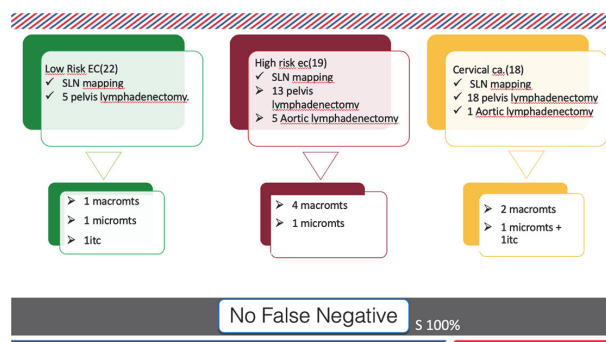 Low Risk EC(22)
✓ SLN mapping
✓ 5 pelvis lymphadenectomy.
High risk ec(19)
✓ SLN mapping
➢ 13 pelvis
lymphadenectomy
➢ 5 Aortic lymphadenectomy
Cervical ca.(18)
✓ SLN mapping
✓ 18 pelvis lymphadenectomy
✓ 1 Aortic lymphadenectomy
➢ 1 macromts
➢ 1 micromts
➢ 1itc
➢ 4 macromts
➢ 1 micromts
➢ 2 macromts
➢ 1 micromts +
1itc
No False Negative
S 100%